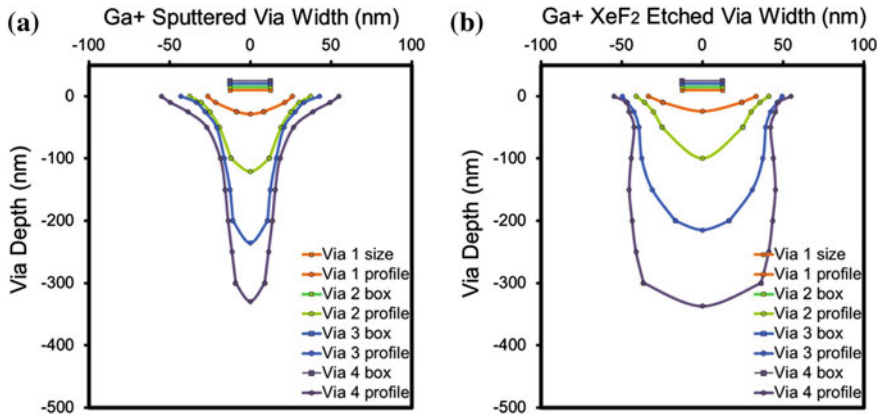 (a)
Ga+ Sputtered Via Width (nm)
-100 -50 0 50 100
Via Depth (nm)
0
-100
-200
-300
-400
-500
Via 1 size
Via 1 profile
Via 2 box
Via 2 profile
Via 3 box
Via 3 profile
Via 4 box
Via 4 profile
(b)
Ga+ XeF2 Etched Via Width (nm)
-100 -50 0 50 100
Via Depth (nm)
0
-100
-200
-300
-400
-500
Via 1 size
Via 1 profile
Via 2 box
Via 2 profile
Via 3 box
Via 3 profile
Via 4 box
Via 4 profile